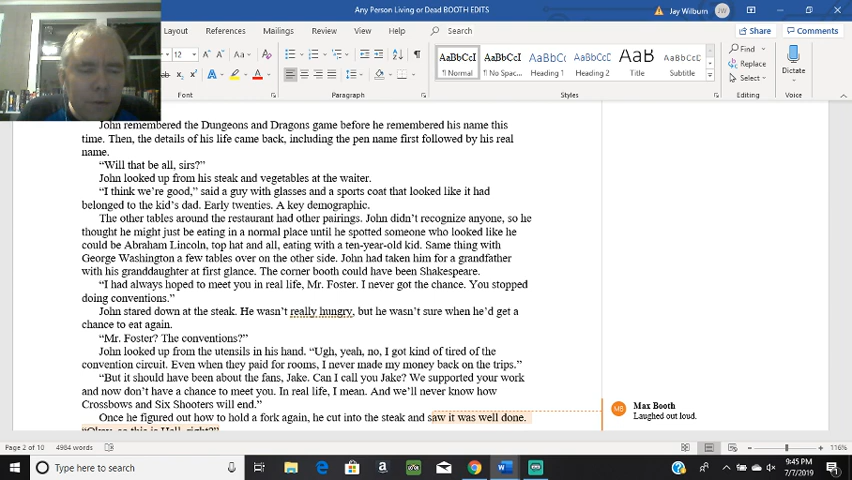 Any Person Living or Dead BOOTH EDITS
Jay Wilburn
JW
Layout
References
Mailings
Review
View
Help
Search
Share
Comments
12
AaBbCcI
AaBbCcI
AaBbCcI
AaBbCcI
AaB
AaBbCcI
¶ Normal
¶ No Spac...
Heading 1
Heading 2
Title
Subtitle
Find
Replace
Select
Dictate
Paragraph
Styles
Editing
Voice
John remembered the Dungeons and Dragons game before he remembered his name this
time. Then, the details of his life came back, including the pen name first followed by his real
name.
“Will that be all, sirs?”
John looked up from his steak and vegetables at the waiter.
“I think we’re good,” said a guy with glasses and a sports coat that looked like it had
belonged to the kid’s dad. Early twenties. A key demographic.
The other tables around the restaurant had other pairings. John didn’t recognize anyone, so he
thought he might just be eating in a normal place until he spotted someone who looked like he
could be Abraham Lincoln, top hat and all, eating with a ten-year-old kid. Same thing with
George Washington a few tables over on the other side. John had taken him for a grandfather
with his granddaughter at first glance. The corner booth could have been Shakespeare.
“I had always hoped to meet you in real life, Mr. Foster. I never got the chance. You stopped
doing conventions.”
John stared down at the steak. He wasn’t really hungry, but he wasn’t sure when he’d get a
chance to eat again.
“Mr. Foster? The conventions?”
John looked up from the utensils in his hand. “Ugh, yeah, no, I got kind of tired of the
convention circuit. Even when they paid for rooms, I never made my money back on the trips.”
“But it should have been about the fans, Jake. Can I call you Jake? We supported your work
and now don’t have a chance to meet you. In real life, I mean. And we’ll never know how
Crossbows and Six Shooters will end.”
Once he figured out how to hold a fork again, he cut into the steak and saw it was well done.
“Okay, so this is Hell, right?”
MB
Max Booth
Laughed out loud.
Page 2 of 10
4984 words
116%
Type here to search
9:45 PM
7/7/2019